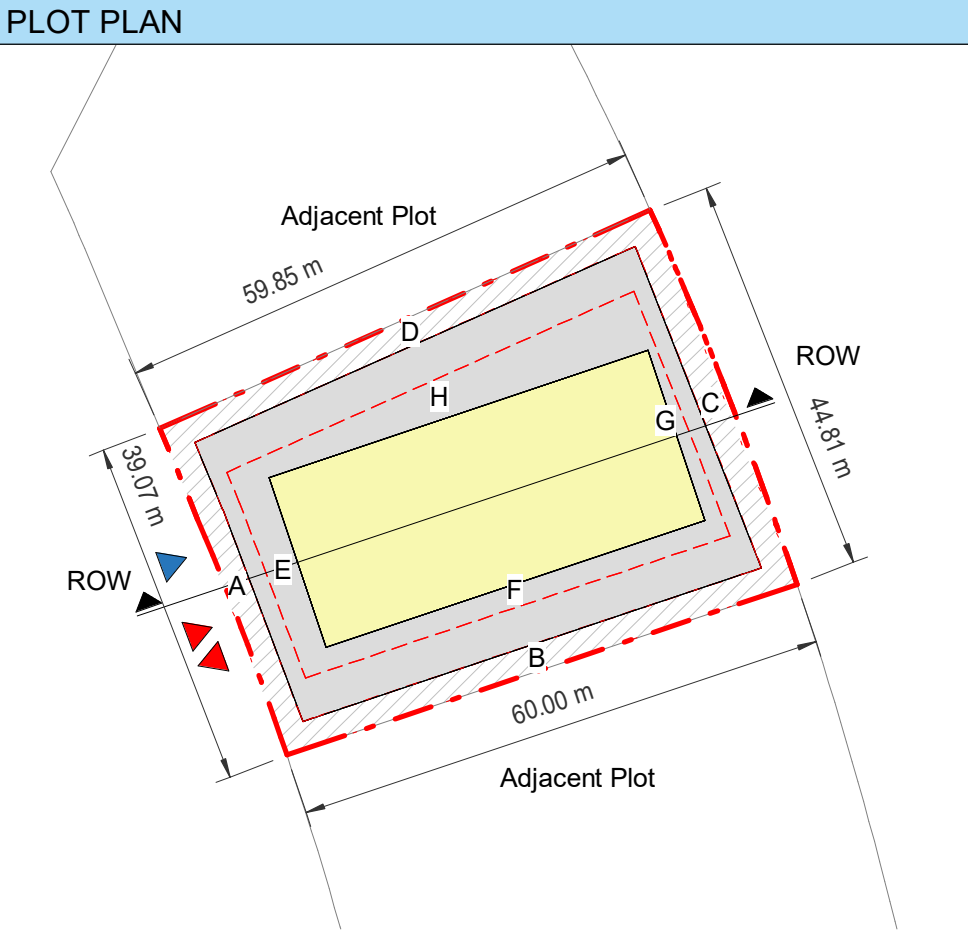 PLOT PLAN
Adjacent Plot
59.85 m
D
ROW
H
C
G
44.81 m
39.07 m
E
ROW
A
F
B
60.00 m
Adjacent Plot